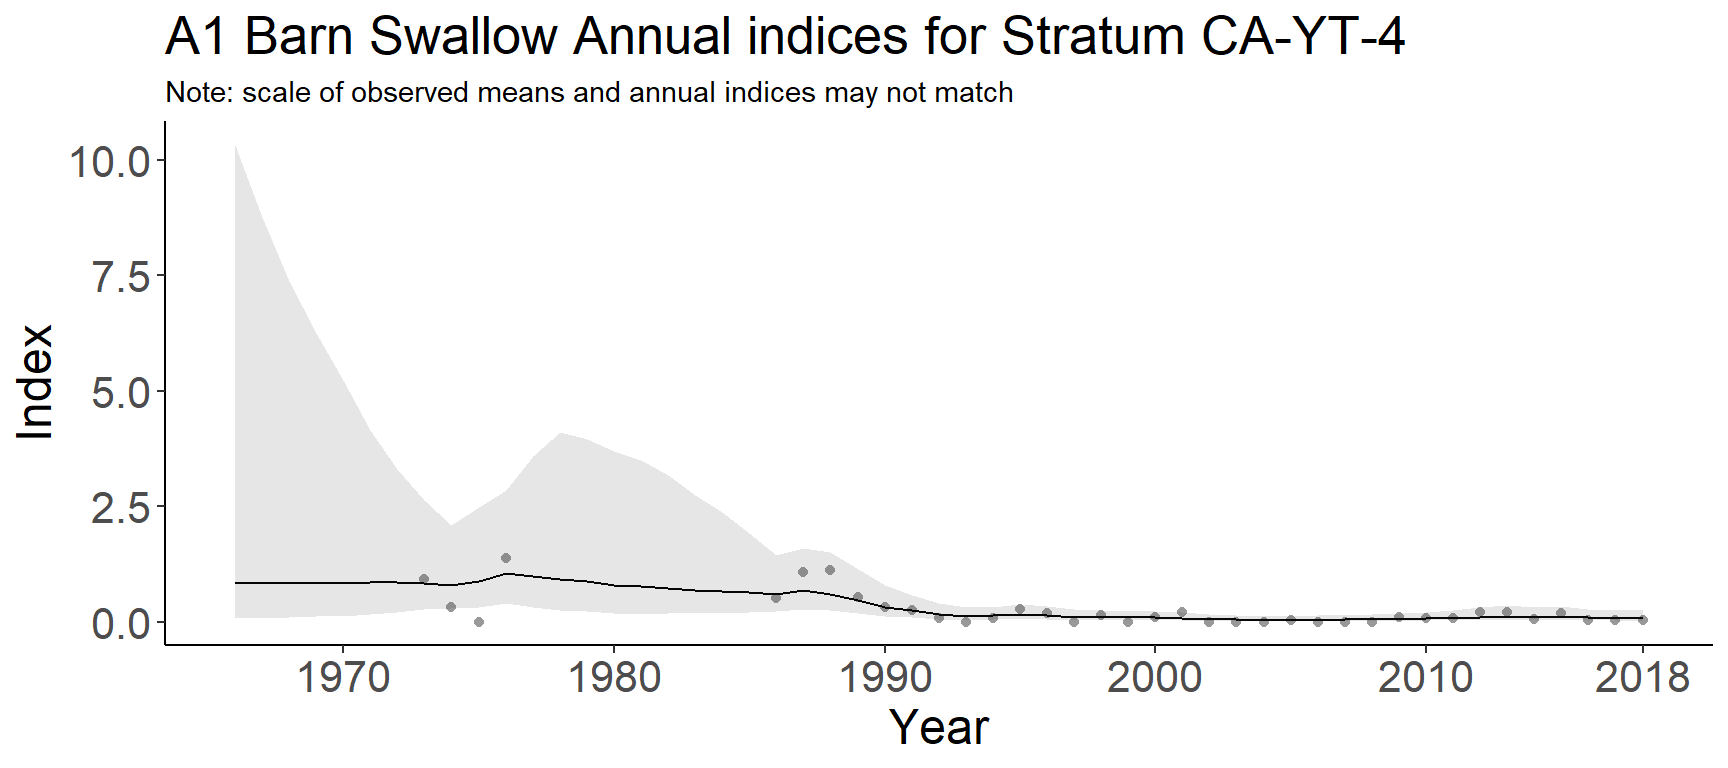 A1 Barn Swallow Annual indices for Stratum CA-YT-4
Note: scale of observed means and annual indices may not match
10.0
7.5
5.0
2.5
0.0
Index
1970 1980 1990 2000 2010 2018
Year